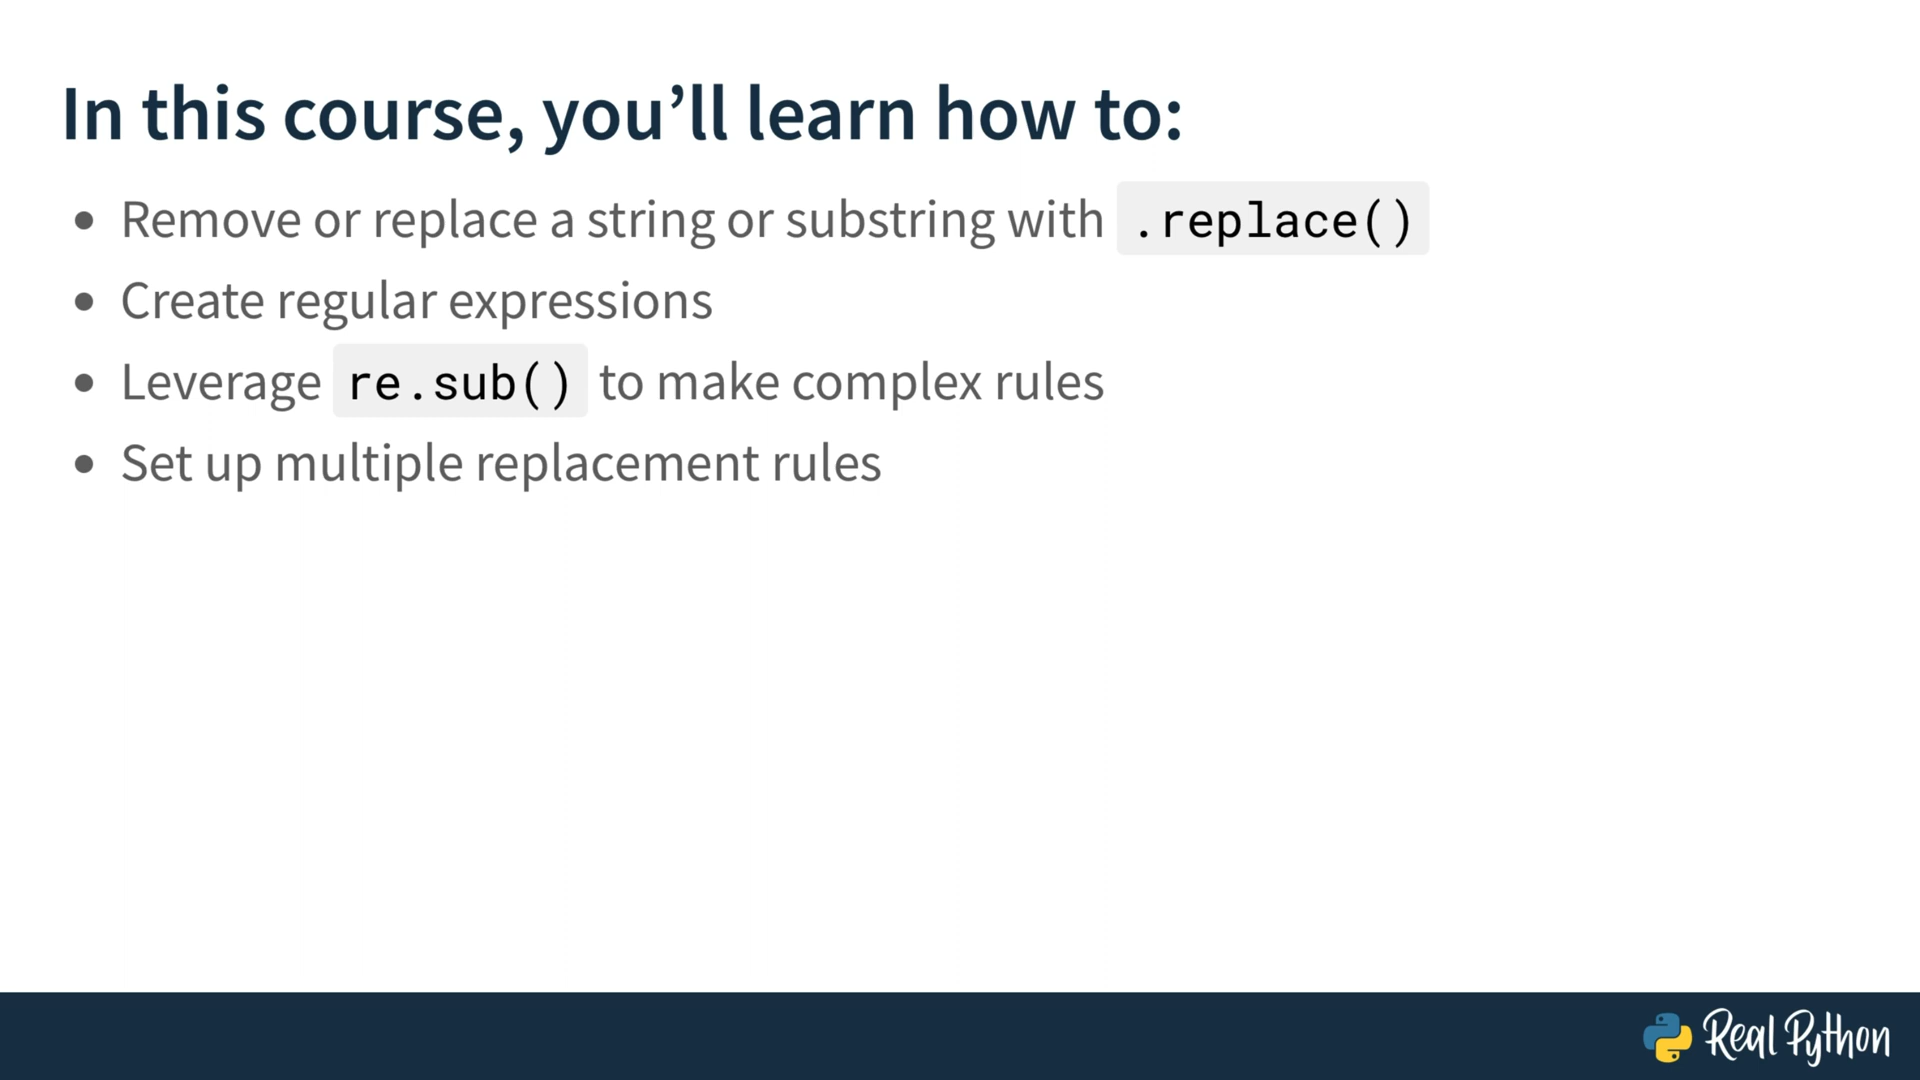 In this course, you’ll learn how to:
• Remove or replace a string or substring with .replace()
• Create regular expressions
• Leverage re.sub() to make complex rules
• Set up multiple replacement rules
Real Python